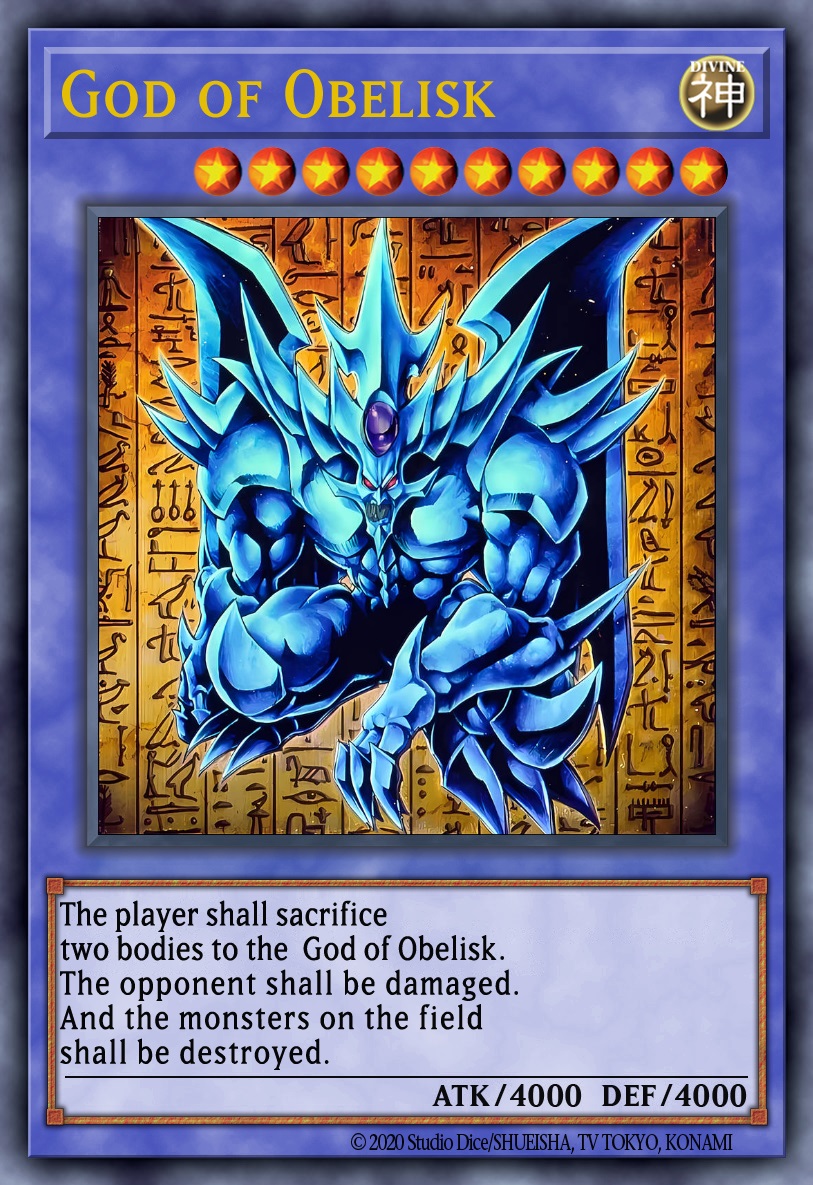 God of Obelisk
DIVINE
神
The player shall sacrifice
two bodies to the God of Obelisk.
The opponent shall be damaged.
And the monsters on the field
shall be destroyed.
ATK/4000 DEF/4000
© 2020 Studio Dice/SHUEISHA, TV TOKYO, KONAMI